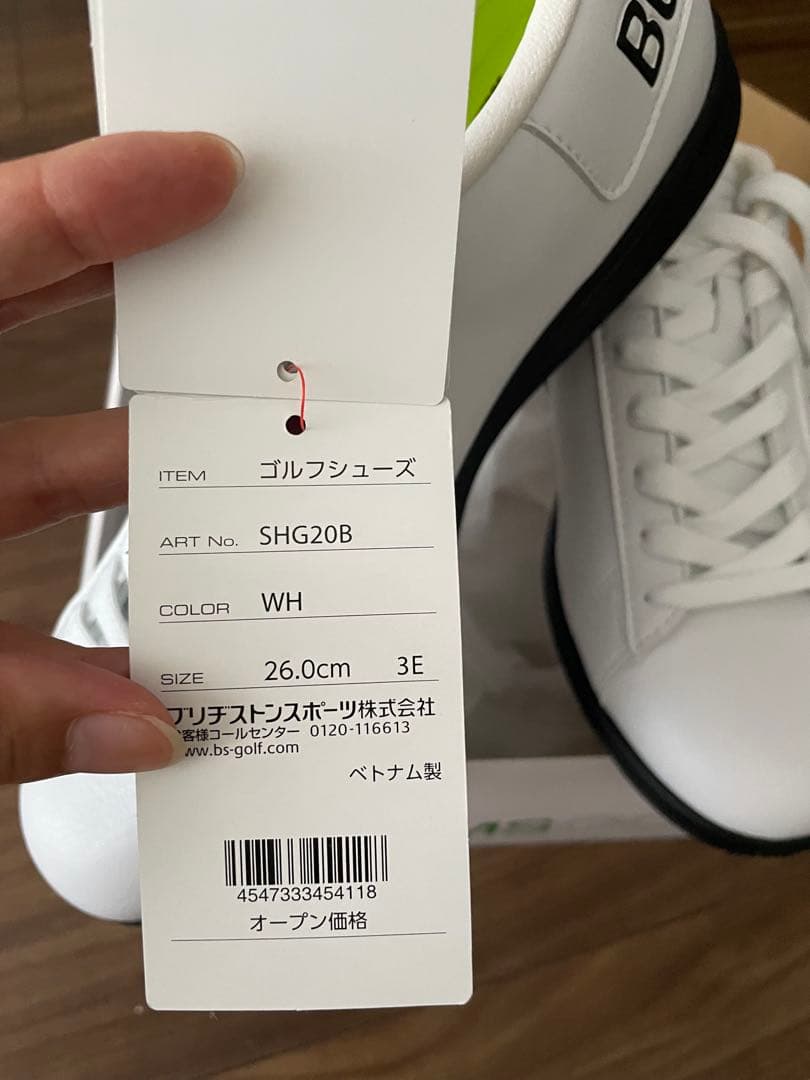 ITEM ゴルフシューズ
ART No. SHG20B
COLOR WH
SIZE 26.0cm 3E
ブリヂストンスポーツ株式会社
客様コールセンター 0120-116613
ww.bs-golf.com
ベトナム製
4547333454118
オープン価格